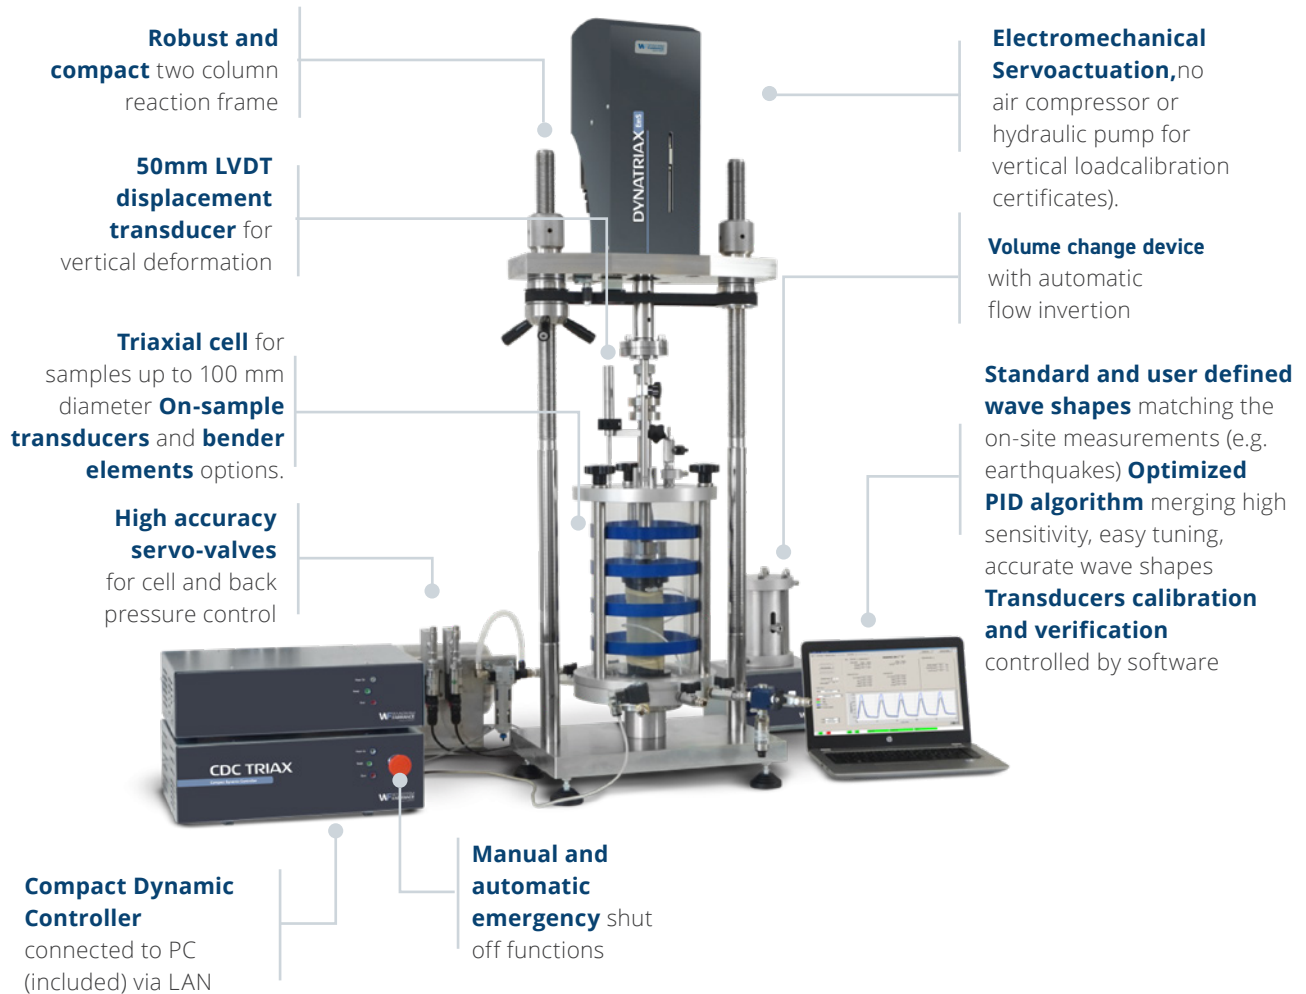 Robust and
compact two column
reaction frame
50mm LVDT
displacement
transducer for
vertical deformation
Triaxial cell for
samples up to 100 mm
diameter On-sample
transducers and bender
elements options.
High accuracy
servo-valves
for cell and back
pressure control
Compact Dynamic
Controller
connected to PC
(included) via LAN
Manual and
automatic
emergency shut
off functions
Electromechanical
Servoactuation,no
air compressor or
hydraulic pump for
vertical loadcalibration
certificates).
Volume change device
with automatic
flow invertion
Standard and user defined
wave shapes matching the
on-site measurements (e.g.
earthquakes) Optimized
PID algorithm merging high
sensitivity, easy tuning,
accurate wave shapes
Transducers calibration
and verification
controlled by software
DYNATRIAX
CDC TRIAX